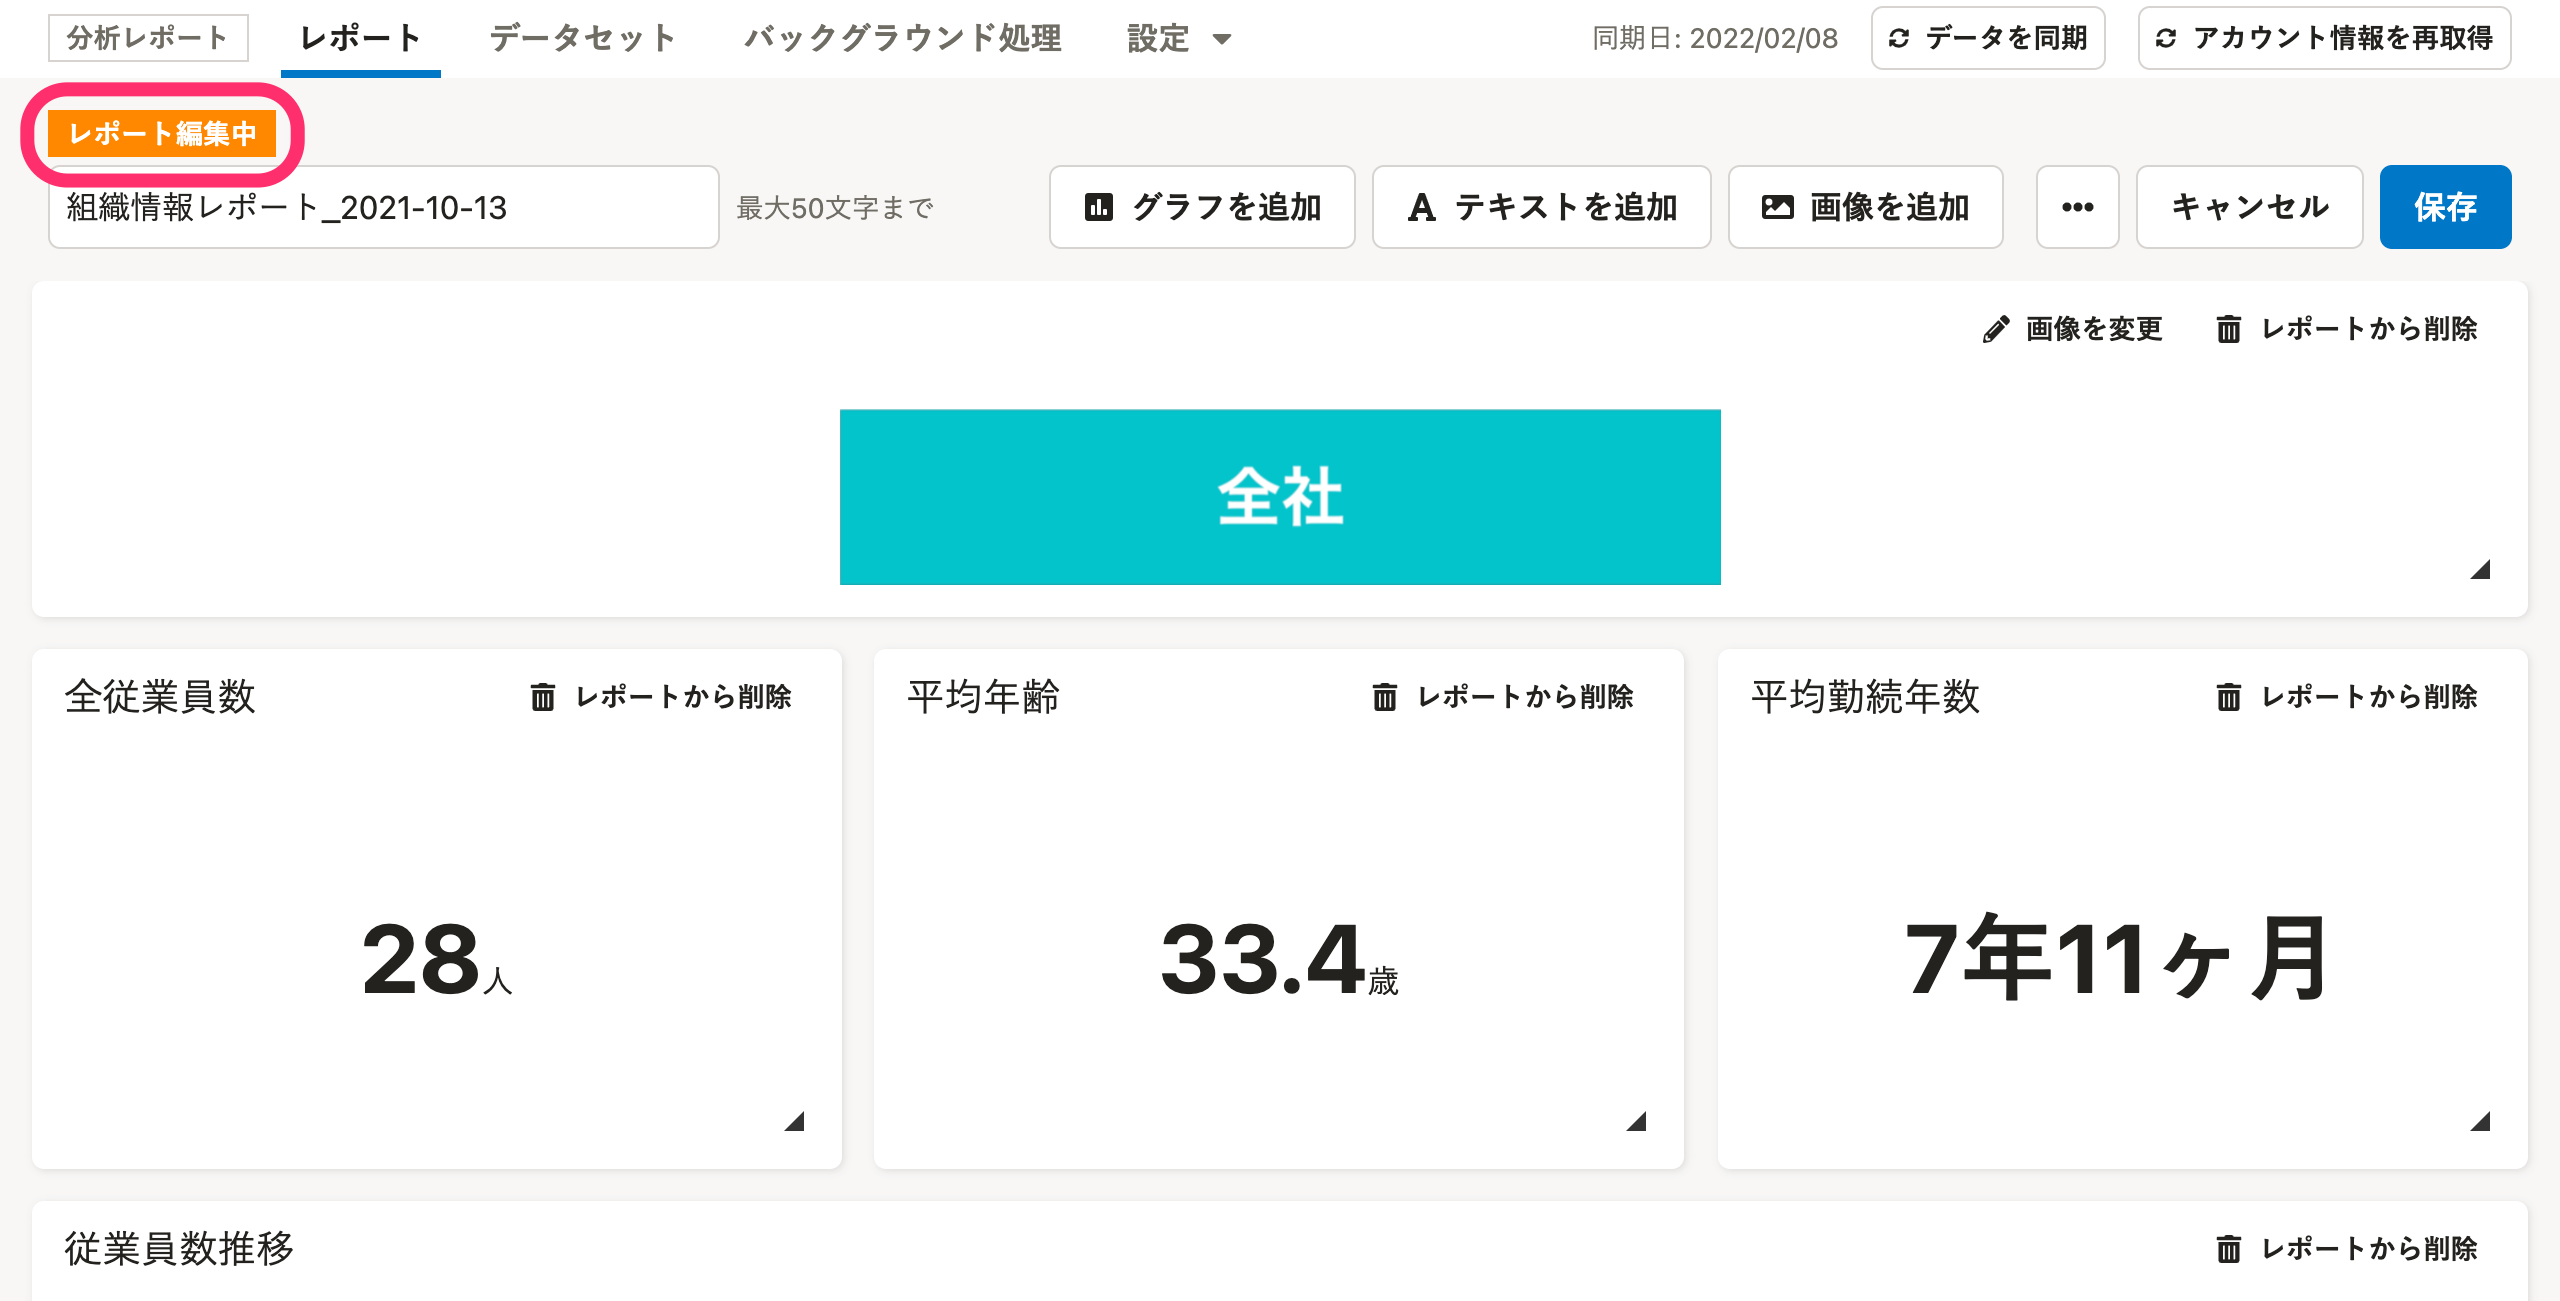 分析レポート レポート データセット バックグラウンド処理 設定 同期日: 2022/02/08 データを同期 アカウント情報を再取得
レポート編集中
組織情報レポート_2021-10-13 最大50文字まで グラフを追加 テキストを追加 画像を追加 ••• キャンセル 保存
画像を変更 レポートから削除
全社
全従業員数 レポートから削除
28人
平均年齢 レポートから削除
33.4歳
平均勤続年数 レポートから削除
7年11ヶ月
従業員数推移 レポートから削除